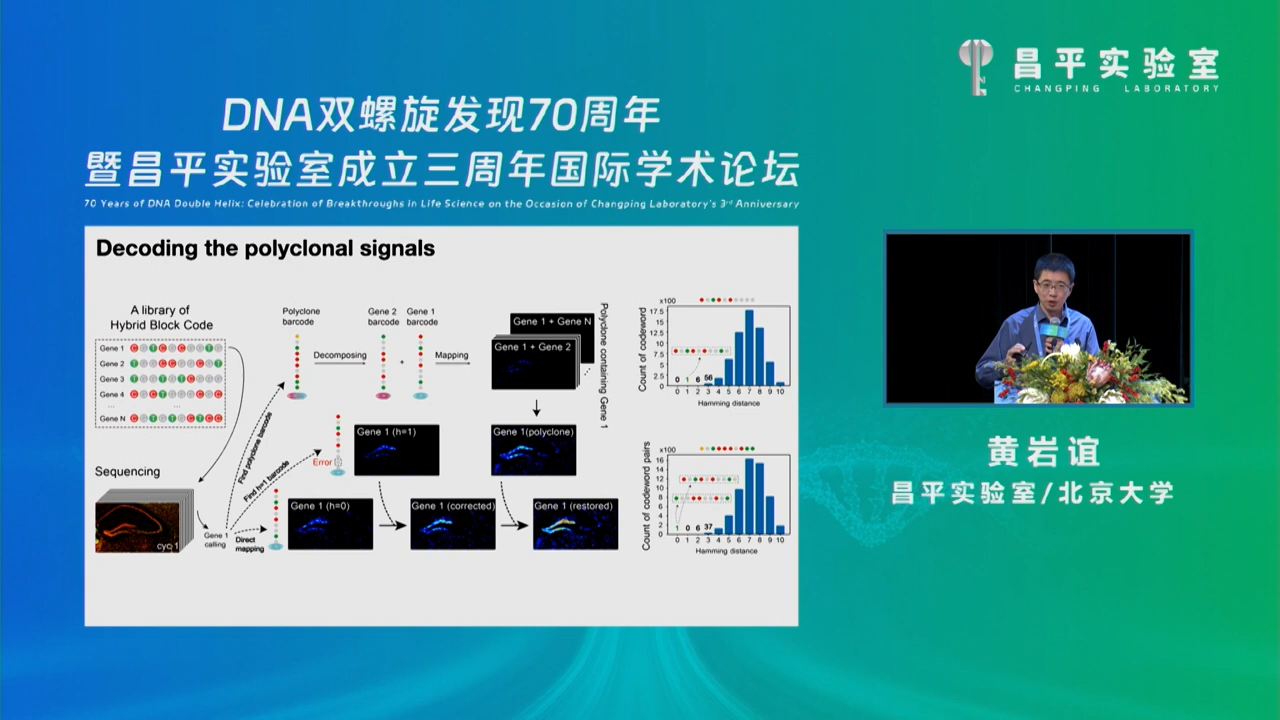 昌平实验室
CHANGPING LABORATORY
DNA双螺旋发现70周年
暨昌平实验室成立三周年国际学术论坛
70 Years of DNA Double Helix: Celebration of Breakthroughs in Life Science on the Occasion of Changping Laboratory's 3rd Anniversary
Decoding the polyclonal signals
A library of
Hybrid Block Code
Gene 1
Gene 2
Gene 3
Gene 4
...
Gene N
Sequencing
cyc 1
Gene 1
calling
Find polyclone barcode
Find h=1 barcode
Direct
mapping
Polyclone
barcode
Decomposing
Gene 2
barcode
+
Gene 1
barcode
Mapping
Gene 1 + Gene N
Gene 1 + Gene 2
Polyclone containing Gene 1
Error
Gene 1 (h=1)
Gene 1(polyclone)
Gene 1 (h=0)
Gene 1 (corrected)
Gene 1 (restored)
x100
Count of codeword
17.5
15
12.5
10
7.5
5
2.5
0
0 1 6 56
0 1 2 3 4 5 6 7 8 9 10
Hamming distance
x100
Count of codeword pairs
16
14
12
10
8
6
4
2
0
1 0 6 37
0 1 2 3 4 5 6 7 8 9 10
Hamming distance
黄岩谊
昌平实验室/北京大学